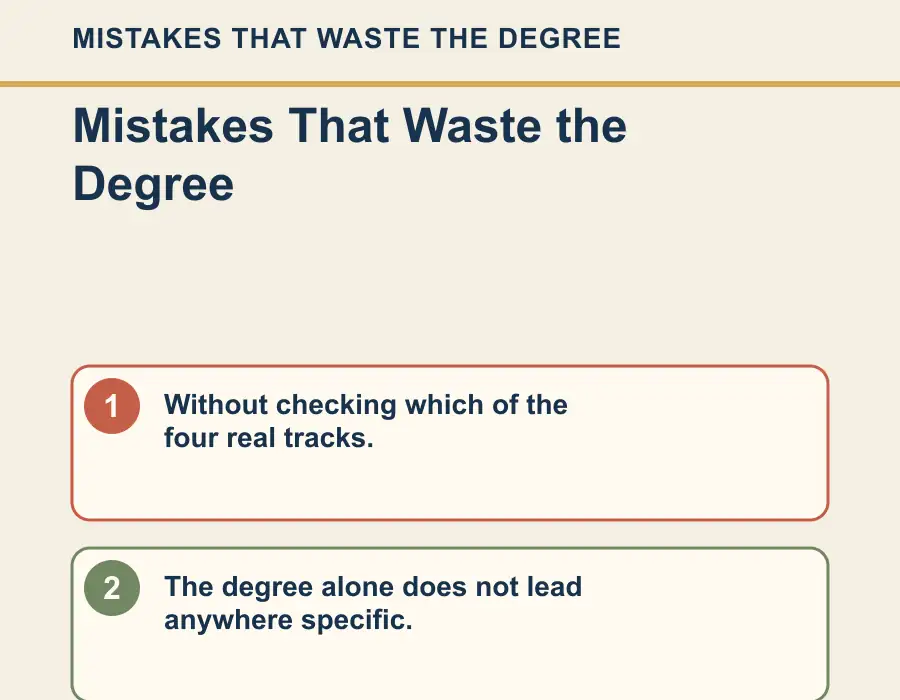 MISTAKES THAT WASTE THE DEGREE
Mistakes That Waste the
Degree
1
Without checking which of the
four real tracks.
2
The degree alone does not lead
anywhere specific.